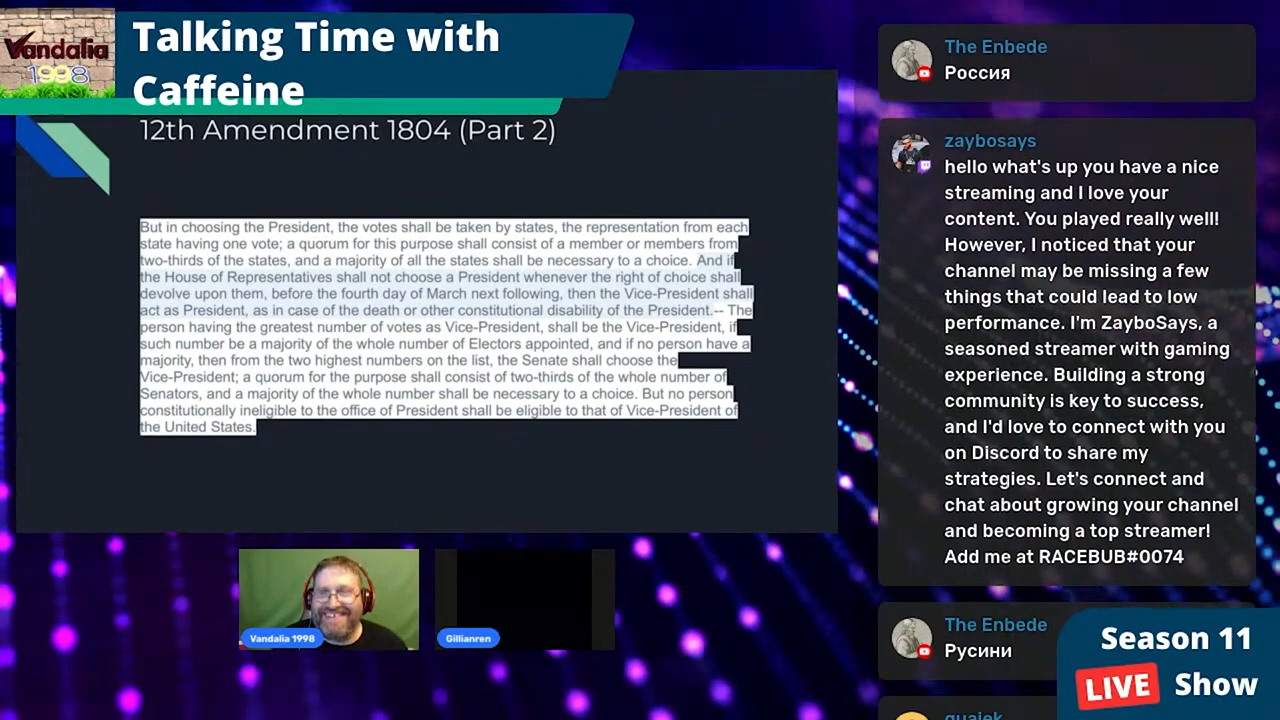 Vandalia
1998
Talking Time with
Caffeine
12th Amendment 1804 (Part 2)
But in choosing the President, the votes shall be taken by states, the representation from each
state having one vote; a quorum for this purpose shall consist of a member or members from
two-thirds of the states, and a majority of all the states shall be necessary to a choice. And if
the House of Representatives shall not choose a President whenever the right of choice shall
devolve upon them, before the fourth day of March next following, then the Vice-President shall
act as President, as in case of the death or other constitutional disability of the President.-- The
person having the greatest number of votes as Vice-President, shall be the Vice-President, if
such number be a majority of the whole number of Electors appointed, and if no person have a
majority, then from the two highest numbers on the list, the Senate shall choose the
Vice-President; a quorum for the purpose shall consist of two-thirds of the whole number of
Senators, and a majority of the whole number shall be necessary to a choice. But no person
constitutionally ineligible to the office of President shall be eligible to that of Vice-President of
the United States.
Vandalia 1998
Gillianren
The Enbede
Россия
zaybosays
hello what's up you have a nice
streaming and I love your
content. You played really well!
However, I noticed that your
channel may be missing a few
things that could lead to low
performance. I'm ZayboSays, a
seasoned streamer with gaming
experience. Building a strong
community is key to success,
and I'd love to connect with you
on Discord to share my
strategies. Let's connect and
chat about growing your channel
and becoming a top streamer!
Add me at RACEBUB#0074
The Enbede
Русини
Season 11
LIVE Show